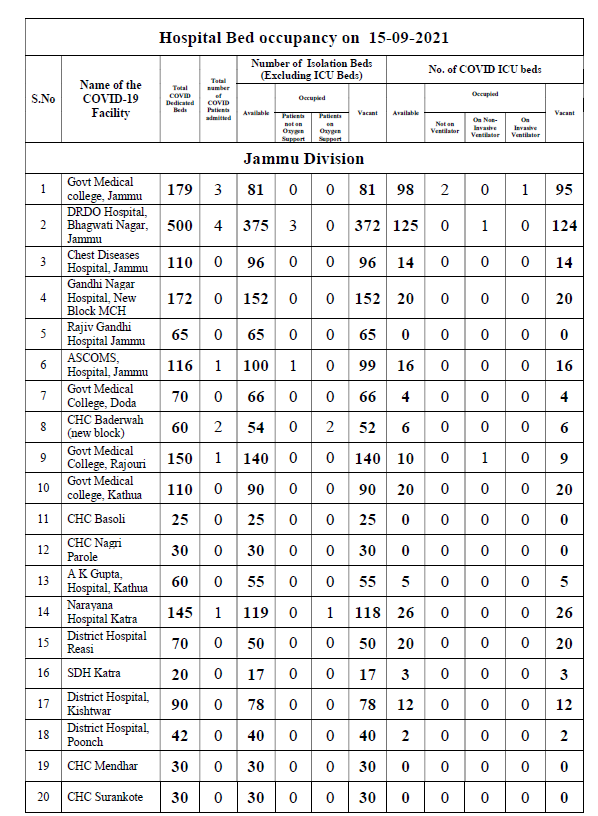 Hospital Bed occupancy on 15-09-2021
S.No
Name of the
COVID-19
Facility
Total
COVID
Dedicated
Beds
Total
number
of
COVID
Patients
admitted
Number of Isolation Beds
(Excluding ICU Beds)
No. of COVID ICU beds
Available
Occupied
Vacant
Available
Occupied
Vacant
Patients
not on
Oxygen
Support
Patients
on
Oxygen
Support
Not on
Ventilator
On Non-
Invasive
Ventilator
On
Invasive
Ventilator
Jammu Division
1 Govt Medical
college, Jammu 179 3 81 0 0 81 98 2 0 1 95
2 DRDO Hospital,
Bhagwati Nagar,
Jammu 500 4 375 3 0 372 125 0 1 0 124
3 Chest Diseases
Hospital, Jammu 110 0 96 0 0 96 14 0 0 0 14
4 Gandhi Nagar
Hospital, New
Block MCH 172 0 152 0 0 152 20 0 0 0 20
5 Rajiv Gandhi
Hospital Jammu 65 0 65 0 0 65 0 0 0 0 0
6 ASCOMS,
Hospital, Jammu 116 1 100 1 0 99 16 0 0 0 16
7 Govt Medical
College, Doda 70 0 66 0 0 66 4 0 0 0 4
8 CHC Baderwah
(new block) 60 2 54 0 2 52 6 0 0 0 6
9 Govt Medical
College, Rajouri 150 1 140 0 0 140 10 0 1 0 9
10 Govt Medical
college, Kathua 110 0 90 0 0 90 20 0 0 0 20
11 CHC Basoli 25 0 25 0 0 25 0 0 0 0 0
12 CHC Nagri
Parole 30 0 30 0 0 30 0 0 0 0 0
13 A K Gupta,
Hospital, Kathua 60 0 55 0 0 55 5 0 0 0 5
14 Narayana
Hospital Katra 145 1 119 0 1 118 26 0 0 0 26
15 District Hospital
Reasi 70 0 50 0 0 50 20 0 0 0 20
16 SDH Katra 20 0 17 0 0 17 3 0 0 0 3
17 District Hospital,
Kishtwar 90 0 78 0 0 78 12 0 0 0 12
18 District Hospital,
Poonch 42 0 40 0 0 40 2 0 0 0 2
19 CHC Mendhar 30 0 30 0 0 30 0 0 0 0 0
20 CHC Surankote 30 0 30 0 0 30 0 0 0 0 0